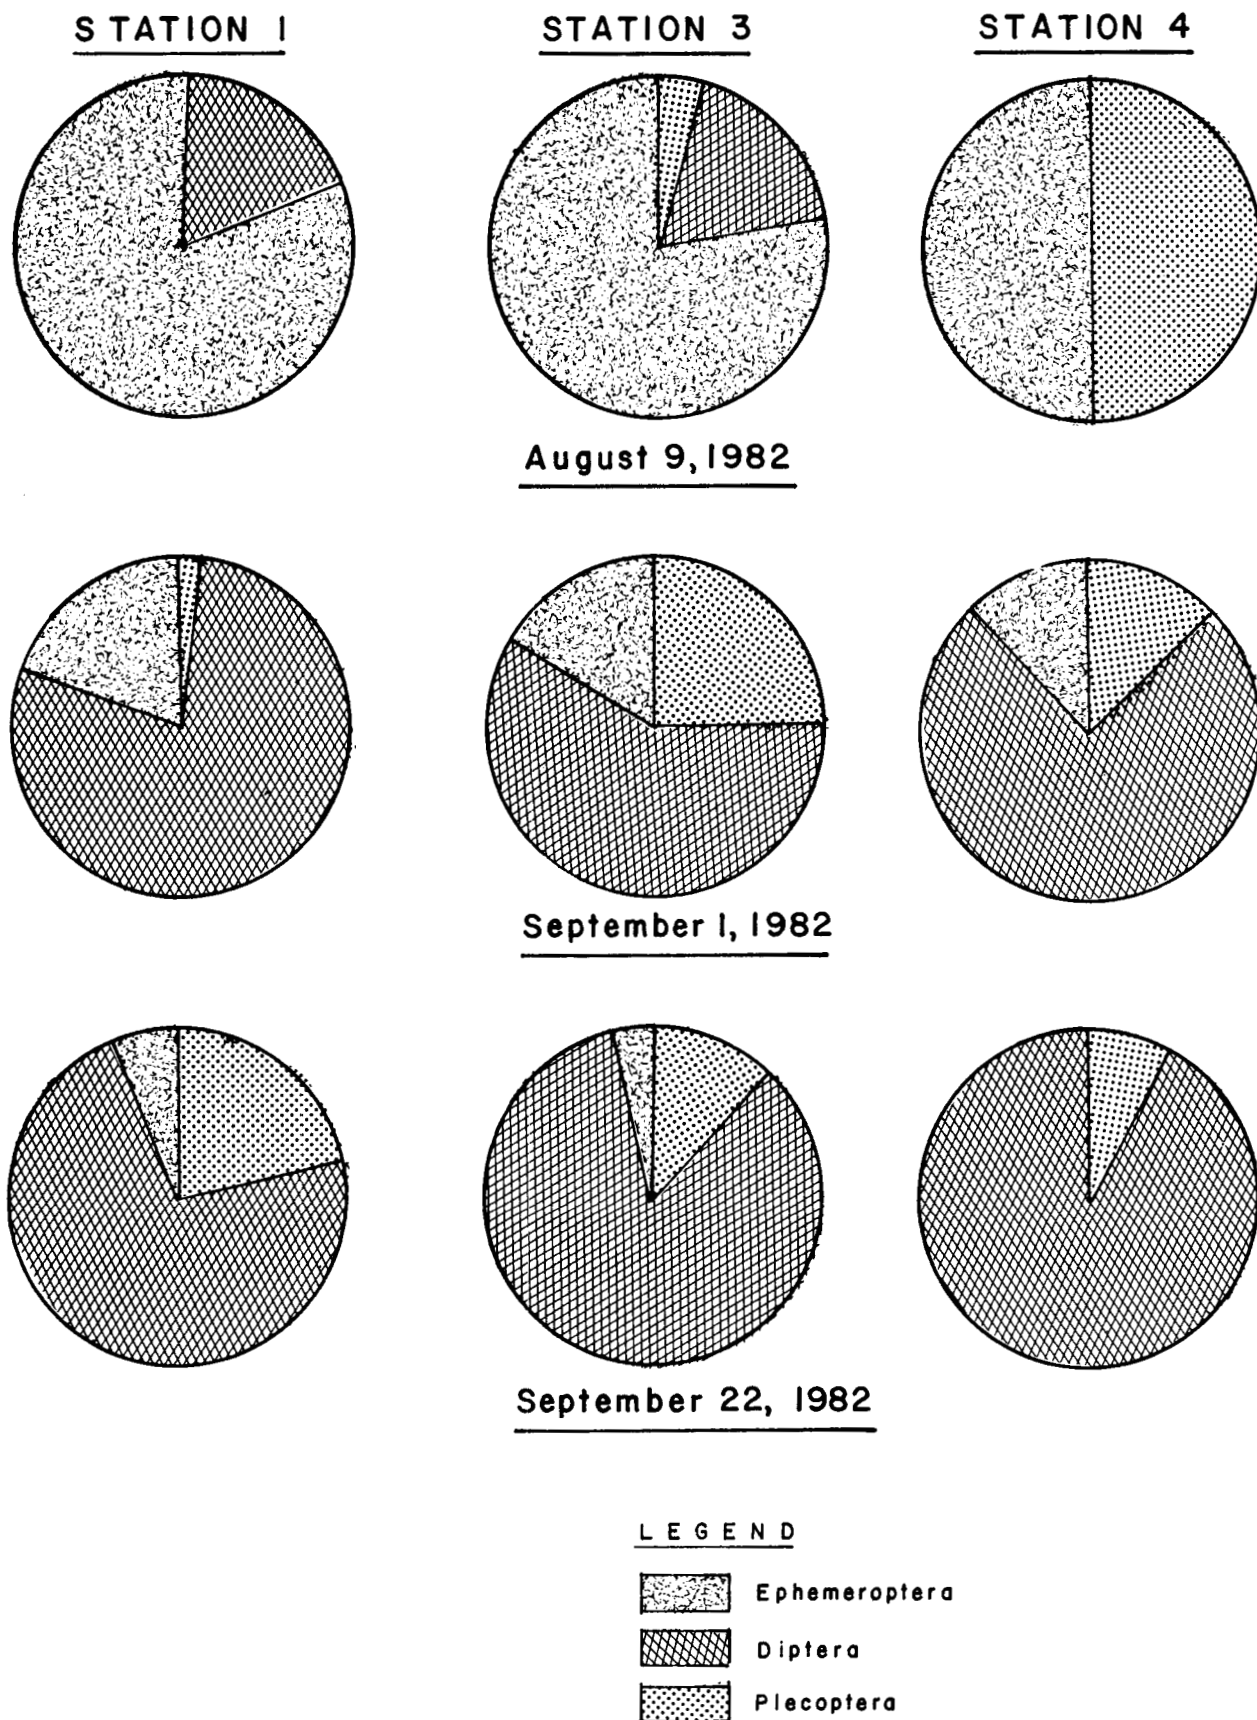 STATION 1
STATION 3
STATION 4
August 9, 1982
September 1, 1982
September 22, 1982
LEGEND
Ephemeroptera
Diptera
Plecoptera